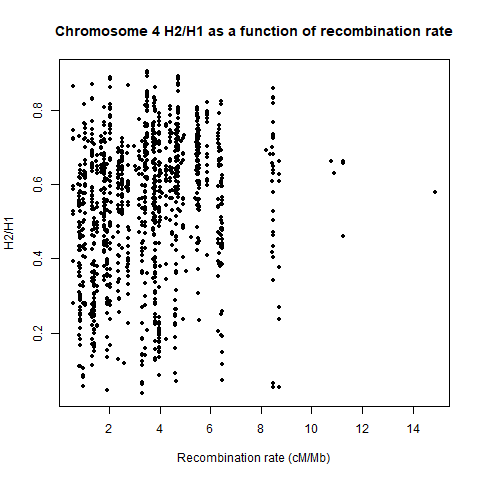 Chromosome 4 H2/H1 as a function of recombination rate
H2/H1
0.8
0.6
0.4
0.2
2 4 6 8 10 12 14
Recombination rate (cM/Mb)